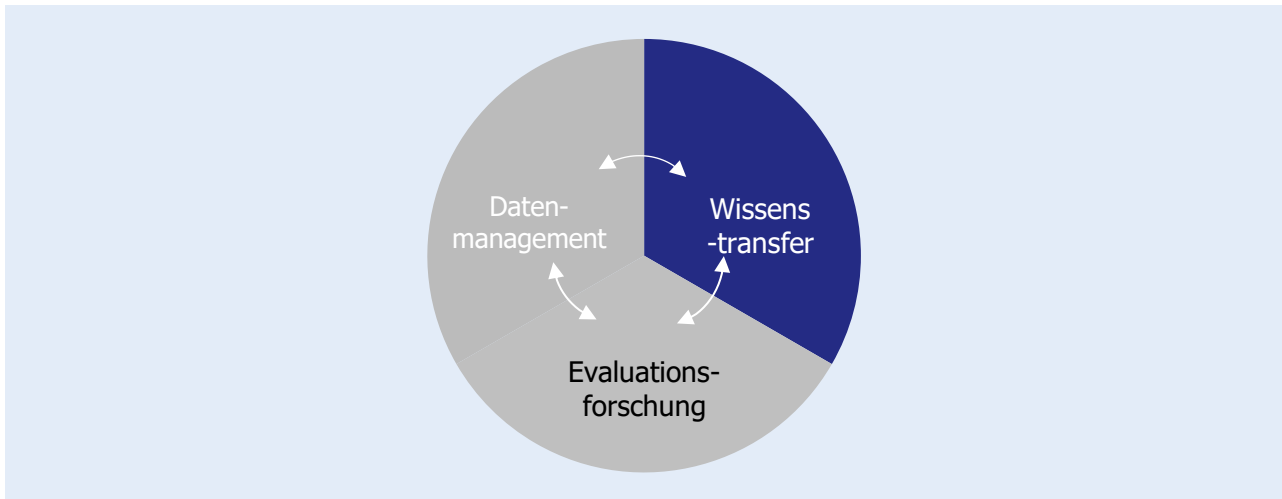 Daten-
management
Wissens
-transfer
Evaluations-
forschung